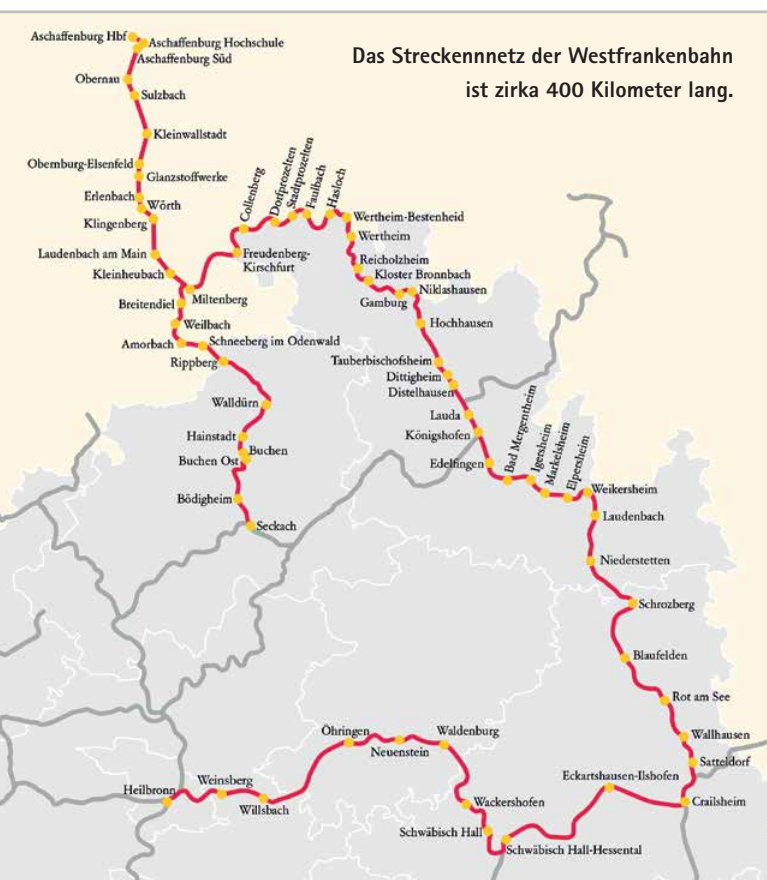 Das Streckennnetz der Westfrankenbahn
ist zirka 400 Kilometer lang.
Aschaffenburg Hbf
Aschaffenburg Hochschule
Aschaffenburg Süd
Obernau
Sulzbach
Kleinwallstadt
Obernburg-Elsenfeld
Glanzstoffwerke
Erlenbach
Wörth
Klingenberg
Laudenbach am Main
Kleinheubach
Miltenberg
Breitendiel
Weilbach
Amorbach
Schneeberg im Odenwald
Rippberg
Walldürn
Hainstadt
Buchen
Buchen Ost
Bödigheim
Seckach
Freudenberg-
Kirschfurt
Collenberg
Dorfprozelten
Stadtprozelten
Faulbach
Hasloch
Wertheim-Bestenheid
Wertheim
Reicholzheim
Kloster Bronnbach
Gamburg
Niklashausen
Hochhausen
Tauberbischofsheim
Dittigheim
Distelhausen
Lauda
Königshofen
Edelfingen
Bad Mergentheim
Igersheim
Markelsheim
Elpersheim
Weikersheim
Laudenbach
Niederstetten
Schrozberg
Blaufelden
Rot am See
Wallhausen
Satteldorf
Crailsheim
Eckartshausen-Ilshofen
Schwäbisch Hall-Hessental
Schwäbisch Hall
Wackershofen
Waldenburg
Neuenstein
Öhringen
Willsbach
Weinsberg
Heilbronn